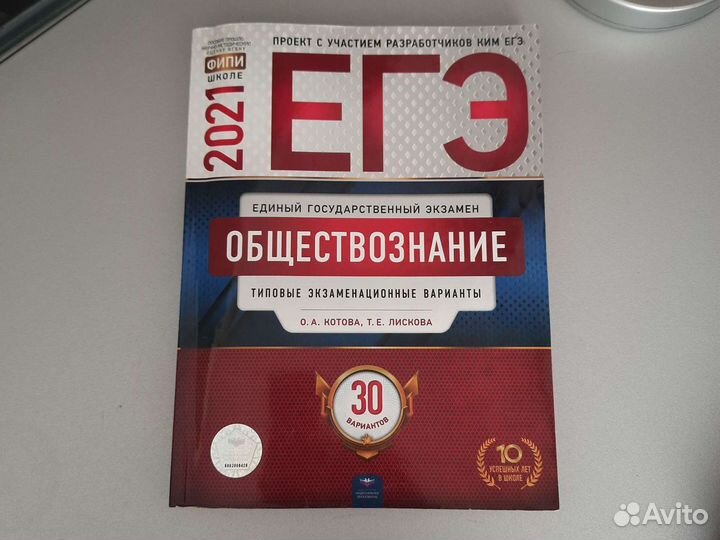 ПРОЕКТ С УЧАСТИЕМ РАЗРАБОТЧИКОВ КИМ ЕГЭ
ФИПИ
ШКОЛЕ
2021
ЕГЭ
ЕДИНЫЙ ГОСУДАРСТВЕННЫЙ ЭКЗАМЕН
ОБЩЕСТВОЗНАНИЕ
ТИПОВЫЕ ЭКЗАМЕНАЦИОННЫЕ ВАРИАНТЫ
О. А. КОТОВА, Т. Е. ЛИСКОВА
30
ВАРИАНТОВ
10
УСПЕШНЫХ ЛЕТ
В ШКОЛЕ
Avito